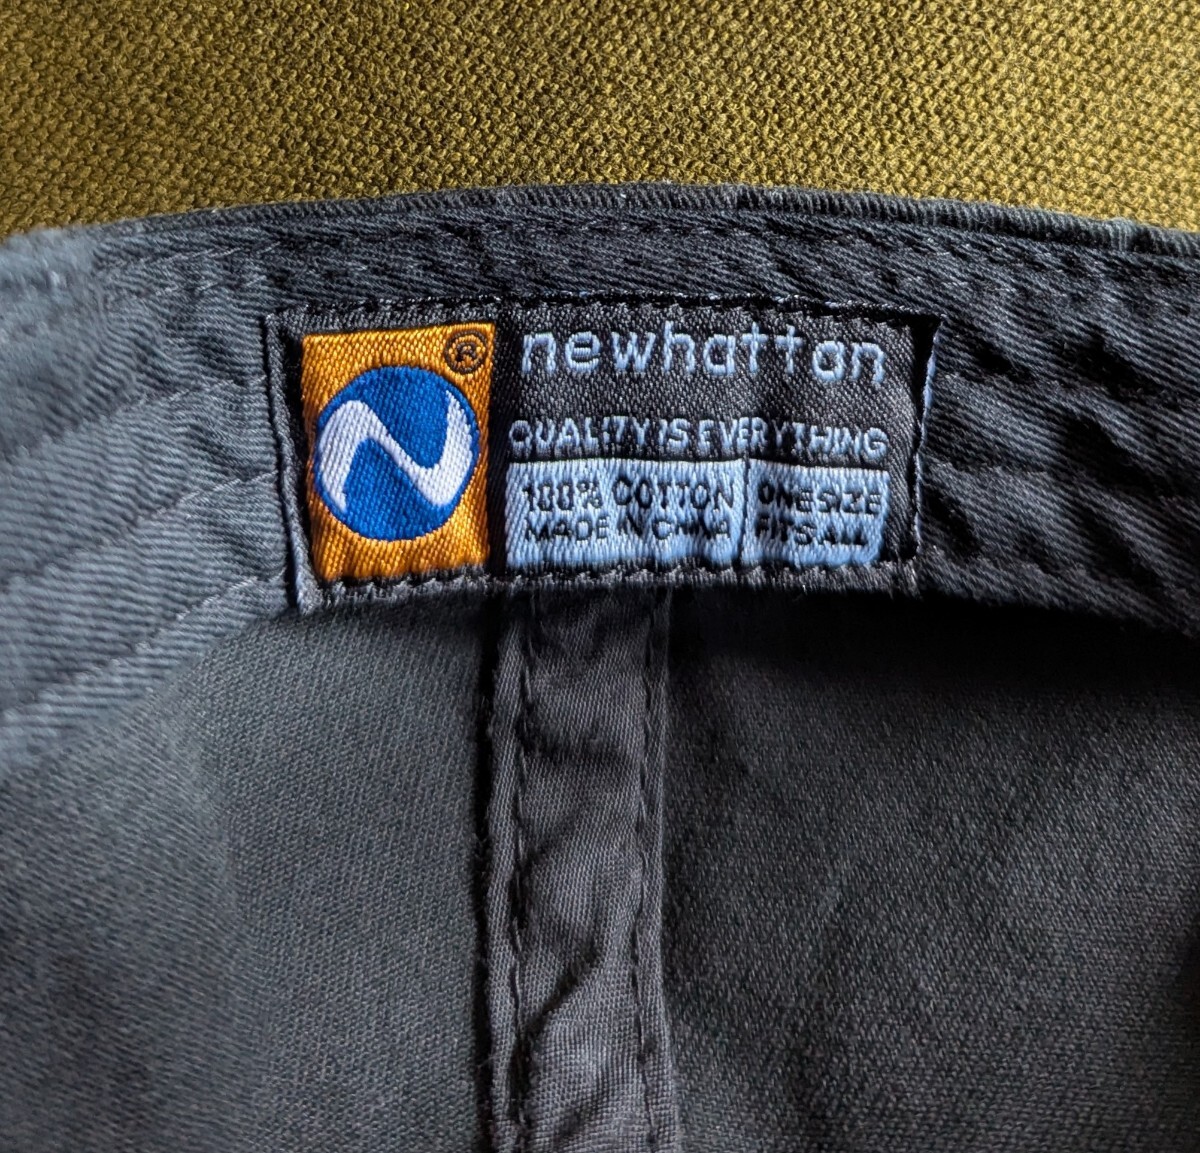 ®
newhattan
QUALITY IS EVERYTHING
100% COTTON
MADE IN CHINA
ONE SIZE
FITS ALL